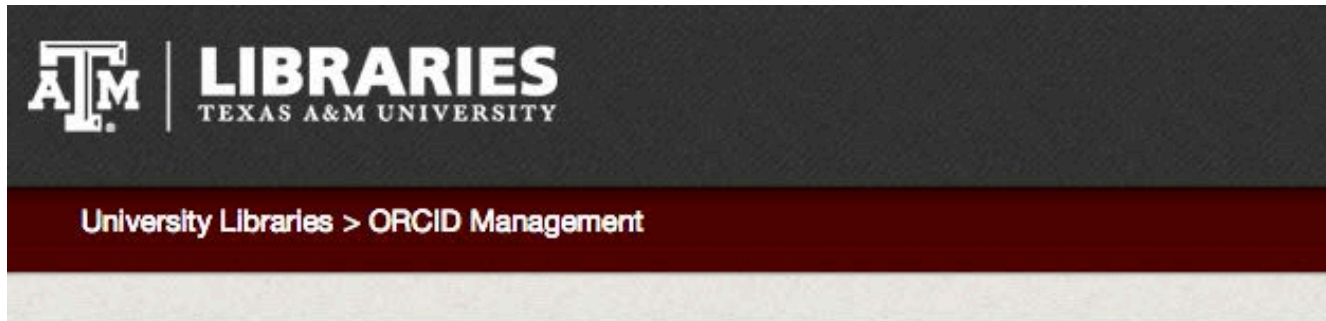 ATM
LIBRARIES
TEXAS A&M UNIVERSITY
University Libraries > ORCID Management